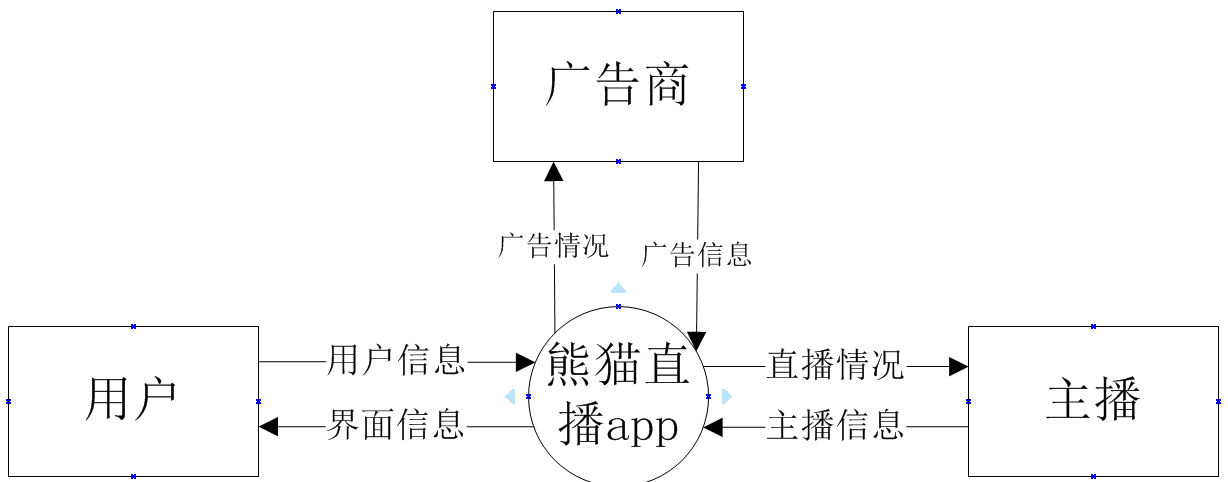 广告商
广告情况
广告信息
用户信息
熊猫直
播app
直播情况
用户
界面信息
主播信息
主播